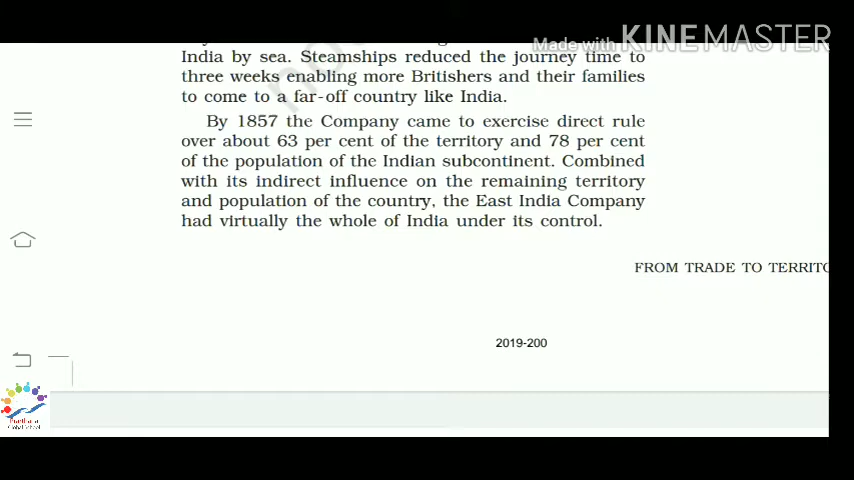 Made with KINEMASTER
India by sea. Steamships reduced the journey time to
three weeks enabling more Britishers and their families
to come to a far-off country like India.
By 1857 the Company came to exercise direct rule
over about 63 per cent of the territory and 78 per cent
of the population of the Indian subcontinent. Combined
with its indirect influence on the remaining territory
and population of the country, the East India Company
had virtually the whole of India under its control.
FROM TRADE TO TERRITO
2019-200
Global School